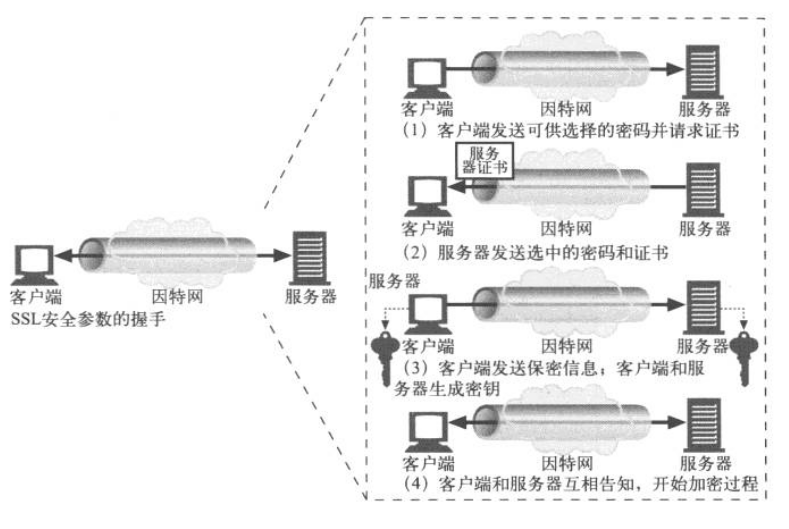 客户端
因特网
服务器
SSL安全参数的握手
客户端
因特网
服务器
（1）客户端发送可供选择的密码并请求证书
服务
器证书
客户端
因特网
服务器
（2）服务器发送选中的密码和证书
服务器
客户端
因特网
服务器
（3）客户端发送保密信息；客户端和服
务器生成密钥
客户端
因特网
服务器
（4）客户端和服务器互相告知，开始加密过程